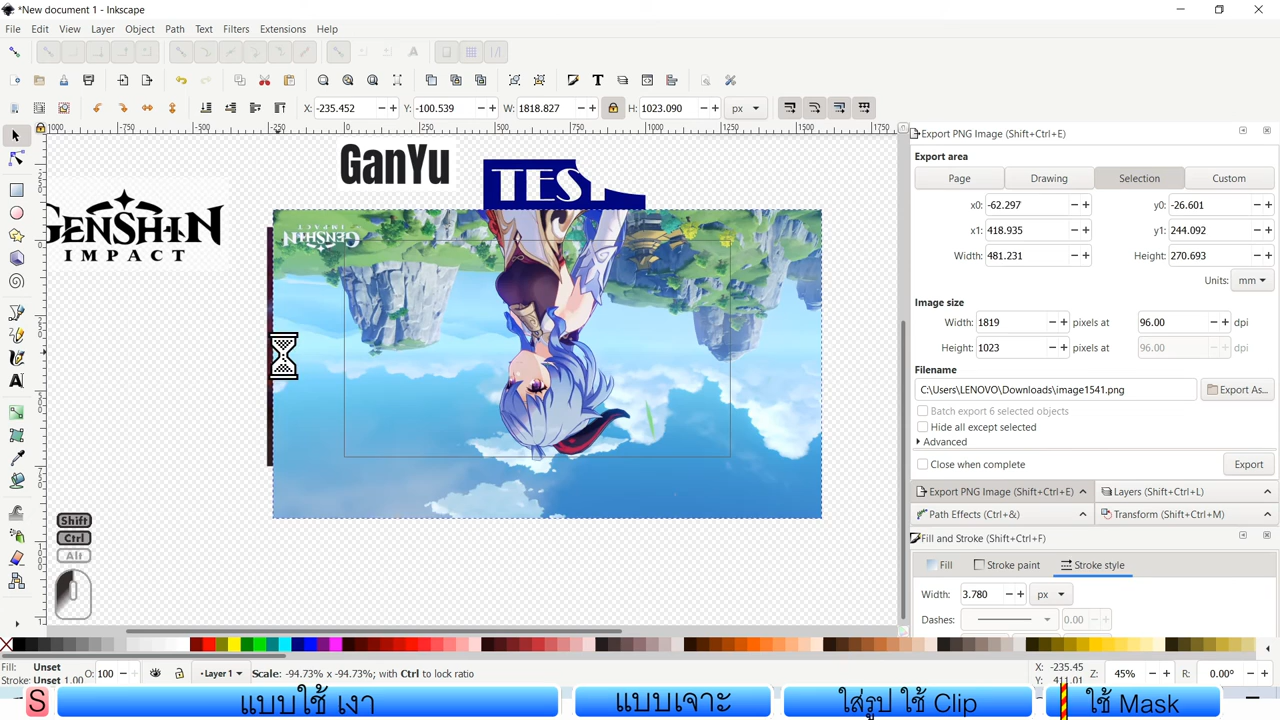 *New document 1 - Inkscape
File Edit View Layer Object Path Text Filters Extensions Help
X: -235.452 Y: -100.539 W: 1818.827 H: 1023.090 px
Export PNG Image (Shift+Ctrl+E)
Export area
Page Drawing Selection Custom
x0: -62.297 y0: -26.601
x1: 418.935 y1: 244.092
Width: 481.231 Height: 270.693
Units: mm
Image size
Width: 1819 pixels at 96.00 dpi
Height: 1023 pixels at 96.00 dpi
Filename
C:\Users\LENOVO\Downloads\image1541.png Export As...
Batch export 6 selected objects
Hide all except selected
Advanced
Close when complete Export
Export PNG Image (Shift+Ctrl+E) Layers (Shift+Ctrl+L)
Path Effects (Ctrl+&) Transform (Shift+Ctrl+M)
Fill and Stroke (Shift+Ctrl+F)
Fill Stroke paint Stroke style
Width: 3.780 px
Dashes: 0.00
GanYu
TEST
GENSHIN
IMPACT
GENSHIN
IMPACT
Shift
Ctrl
Alt
Fill: Unset
Stroke: Unset 1.00
O: 100 Layer 1 Scale: -94.73% x -94.73%; with Ctrl to lock ratio
X: -235.45
Y: 411.01
Z: 45% R: 0.00°
S แบบใช้ เงา แบบเจาะ ใส่รูป ใช้ Clip ใช้ Mask